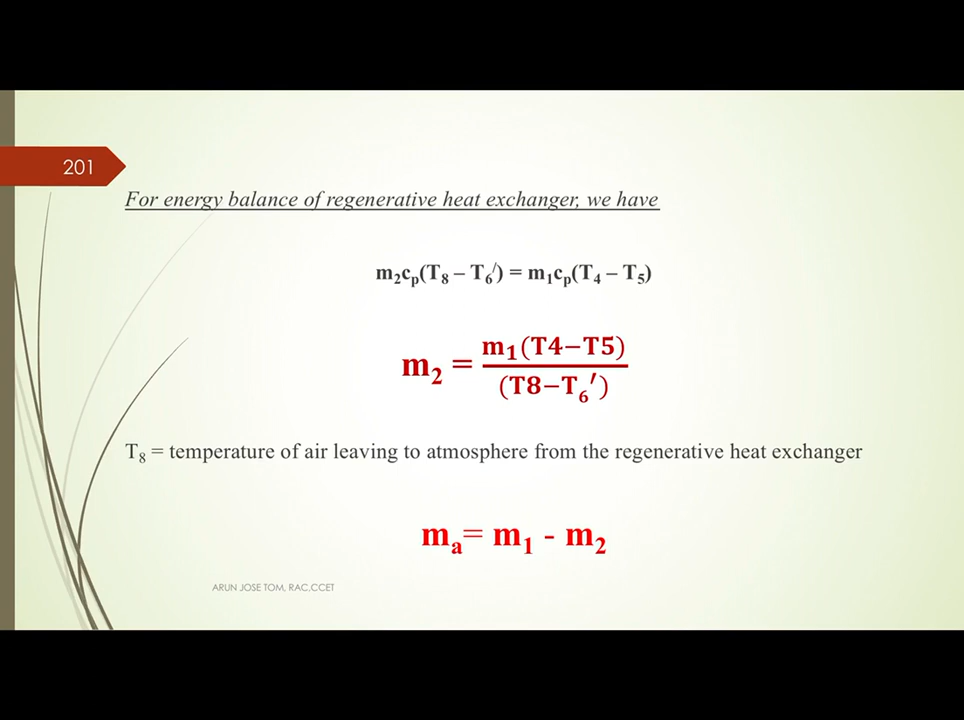 201
For energy balance of regenerative heat exchanger, we have
m₂cₚ(T₈ – T₆/) = m₁cₚ(T₄ – T₅)
m₂ = m₁(T4−T5) / (T8−T₆′)
T₈ = temperature of air leaving to atmosphere from the regenerative heat exchanger
mₐ= m₁ - m₂
ARUN JOSE TOM, RAC,CCET